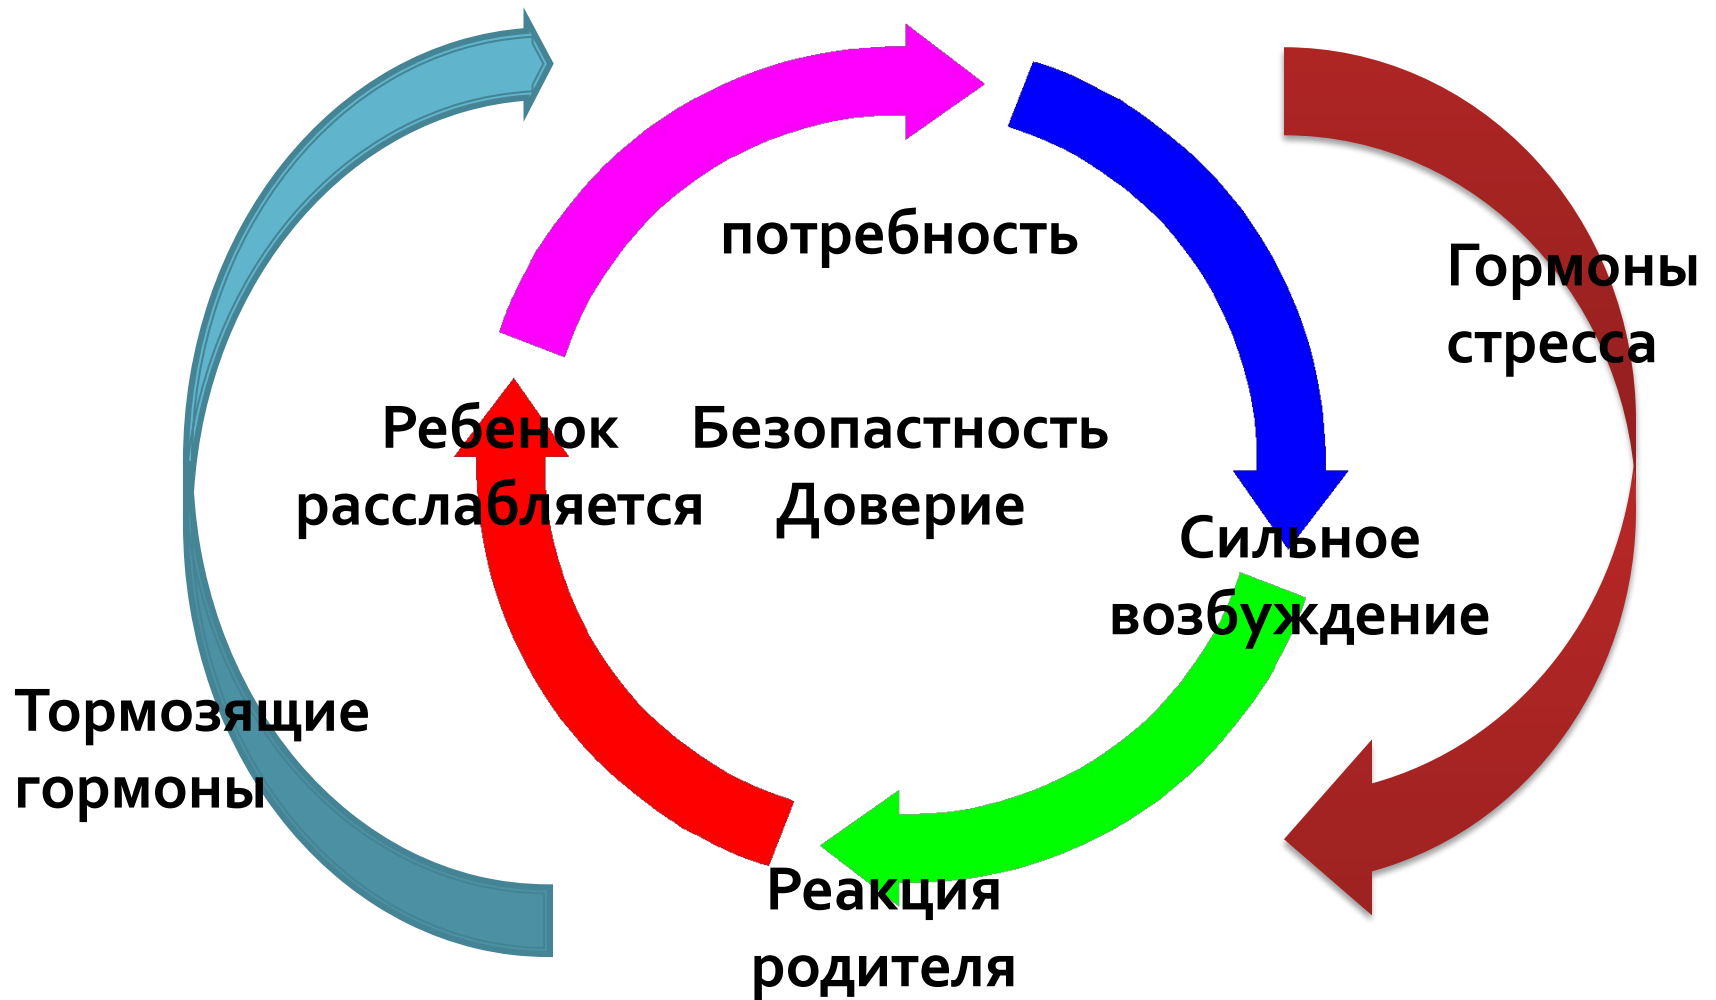 потребность
Гормоны
стресса
Ребенок
расслабляется
Безопастность
Доверие
Сильное
возбуждение
Тормозящие
гормоны
Реакция
родителя